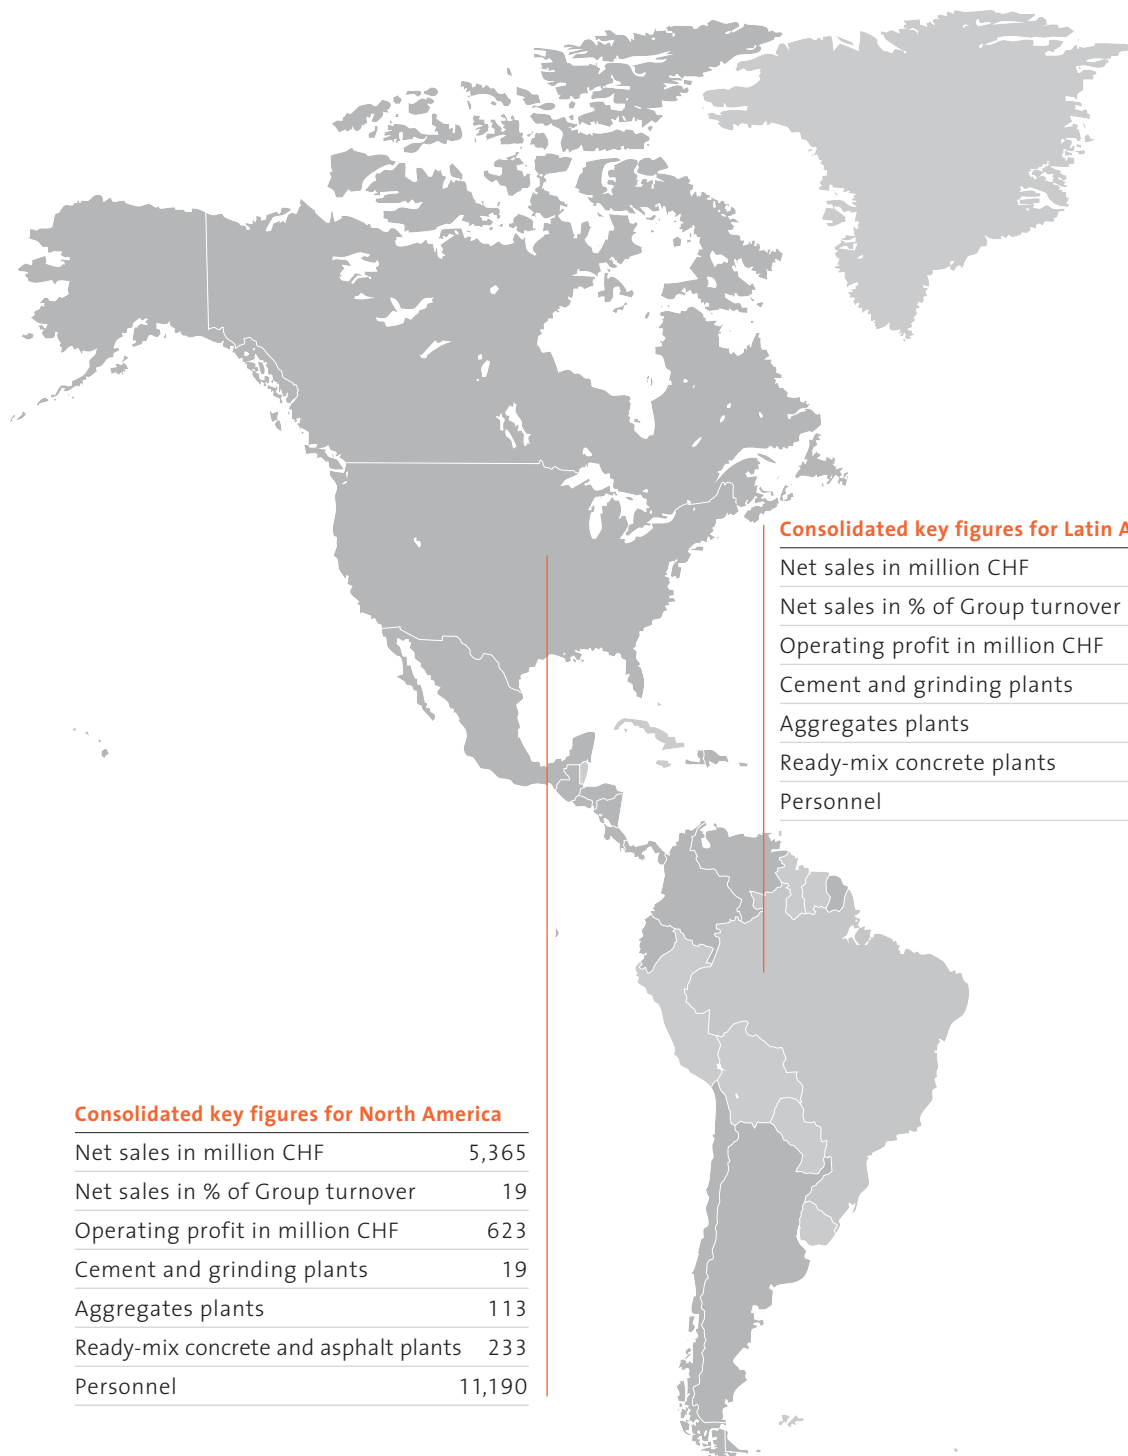 Consolidated key figures for Latin A
Net sales in million CHF
Net sales in % of Group turnover
Operating profit in million CHF
Cement and grinding plants
Aggregates plants
Ready-mix concrete plants
Personnel
Consolidated key figures for North America
Net sales in million CHF 5,365
Net sales in % of Group turnover 19
Operating profit in million CHF 623
Cement and grinding plants 19
Aggregates plants 113
Ready-mix concrete and asphalt plants 233
Personnel 11,190